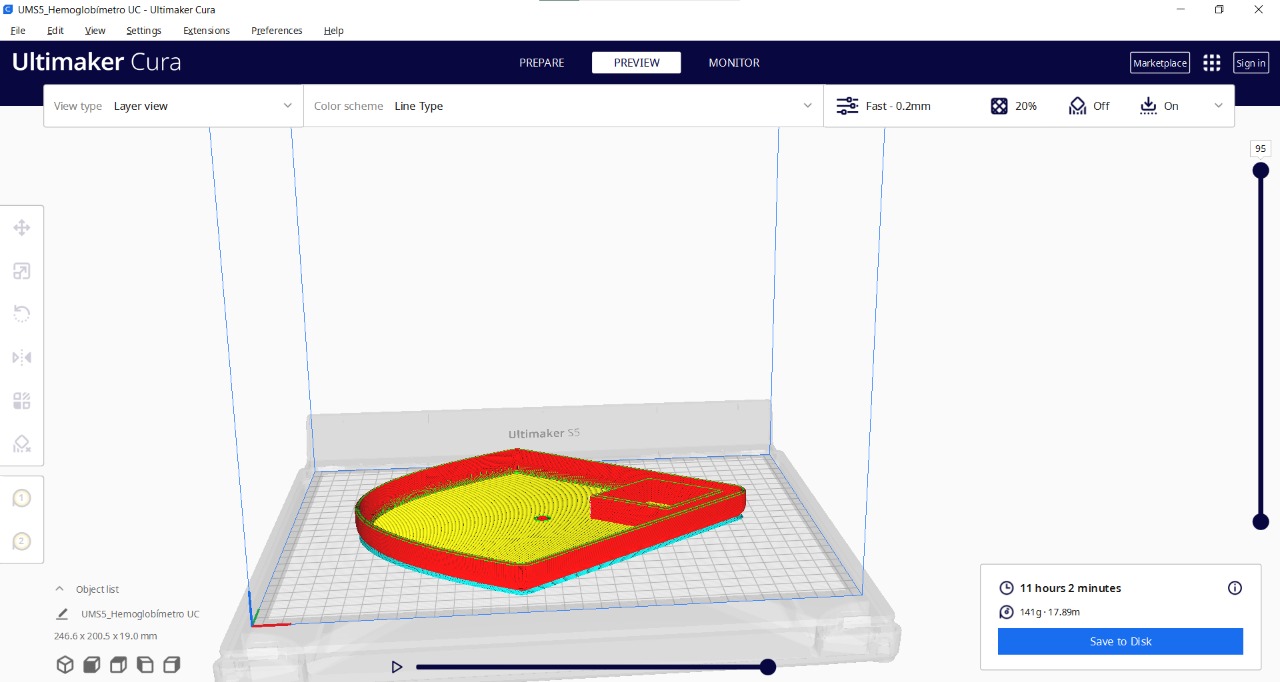 UMS5_Hemoglobímetro UC - Ultimaker Cura
File Edit View Settings Extensions Preferences Help
Ultimaker Cura
PREPARE PREVIEW MONITOR
Marketplace Sign in
View type Layer view
Color scheme Line Type
Fast - 0.2mm 20% Off On
95
1
2
Ultimaker S5
Object list
UMS5_Hemoglobímetro UC
246.6 x 200.5 x 19.0 mm
11 hours 2 minutes
141g · 17.89m
Save to Disk